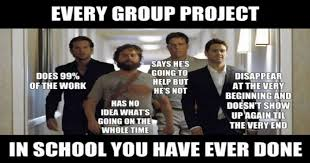 EVERY GROUP PROJECT
DOES 99%
OF THE WORK
HAS NO
IDEA WHAT'S
GOING ON THE
WHOLE TIME
SAYS HE'S
GOING TO
HELP BUT
HE'S NOT
DISAPPEAR
AT THE VERY
BEGINNING AND
DOESN'T SHOW
UP AGAIN TIL
THE VERY END
IN SCHOOL YOU HAVE EVER DONE